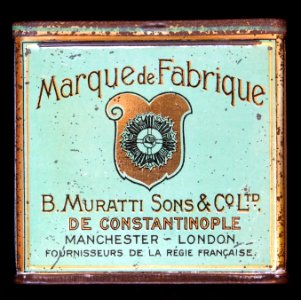 Marque de Fabrique
B. MURATTI SONS & CO LTD.
DE CONSTANTINOPLE
MANCHESTER - LONDON,
FOURNISSEURS DE LA RÉGIE FRANÇAISE.